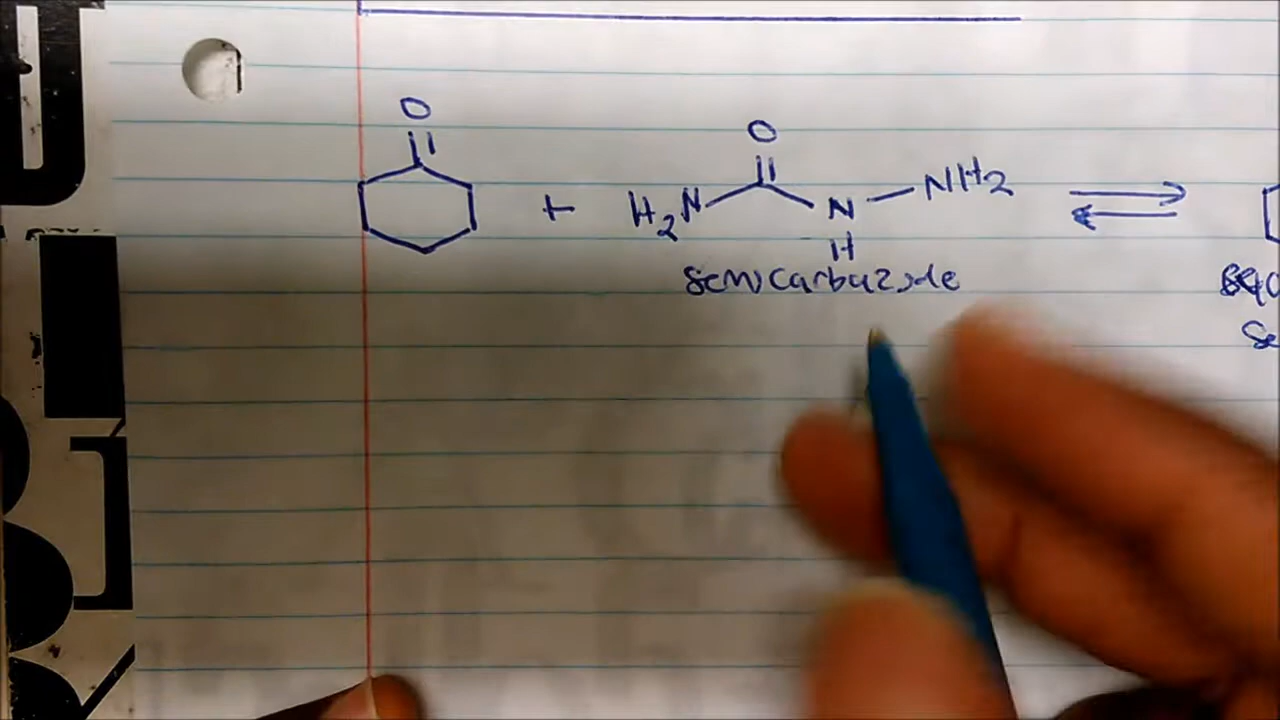 O
O
+ H2N N — NH2
H
Semicarbazide